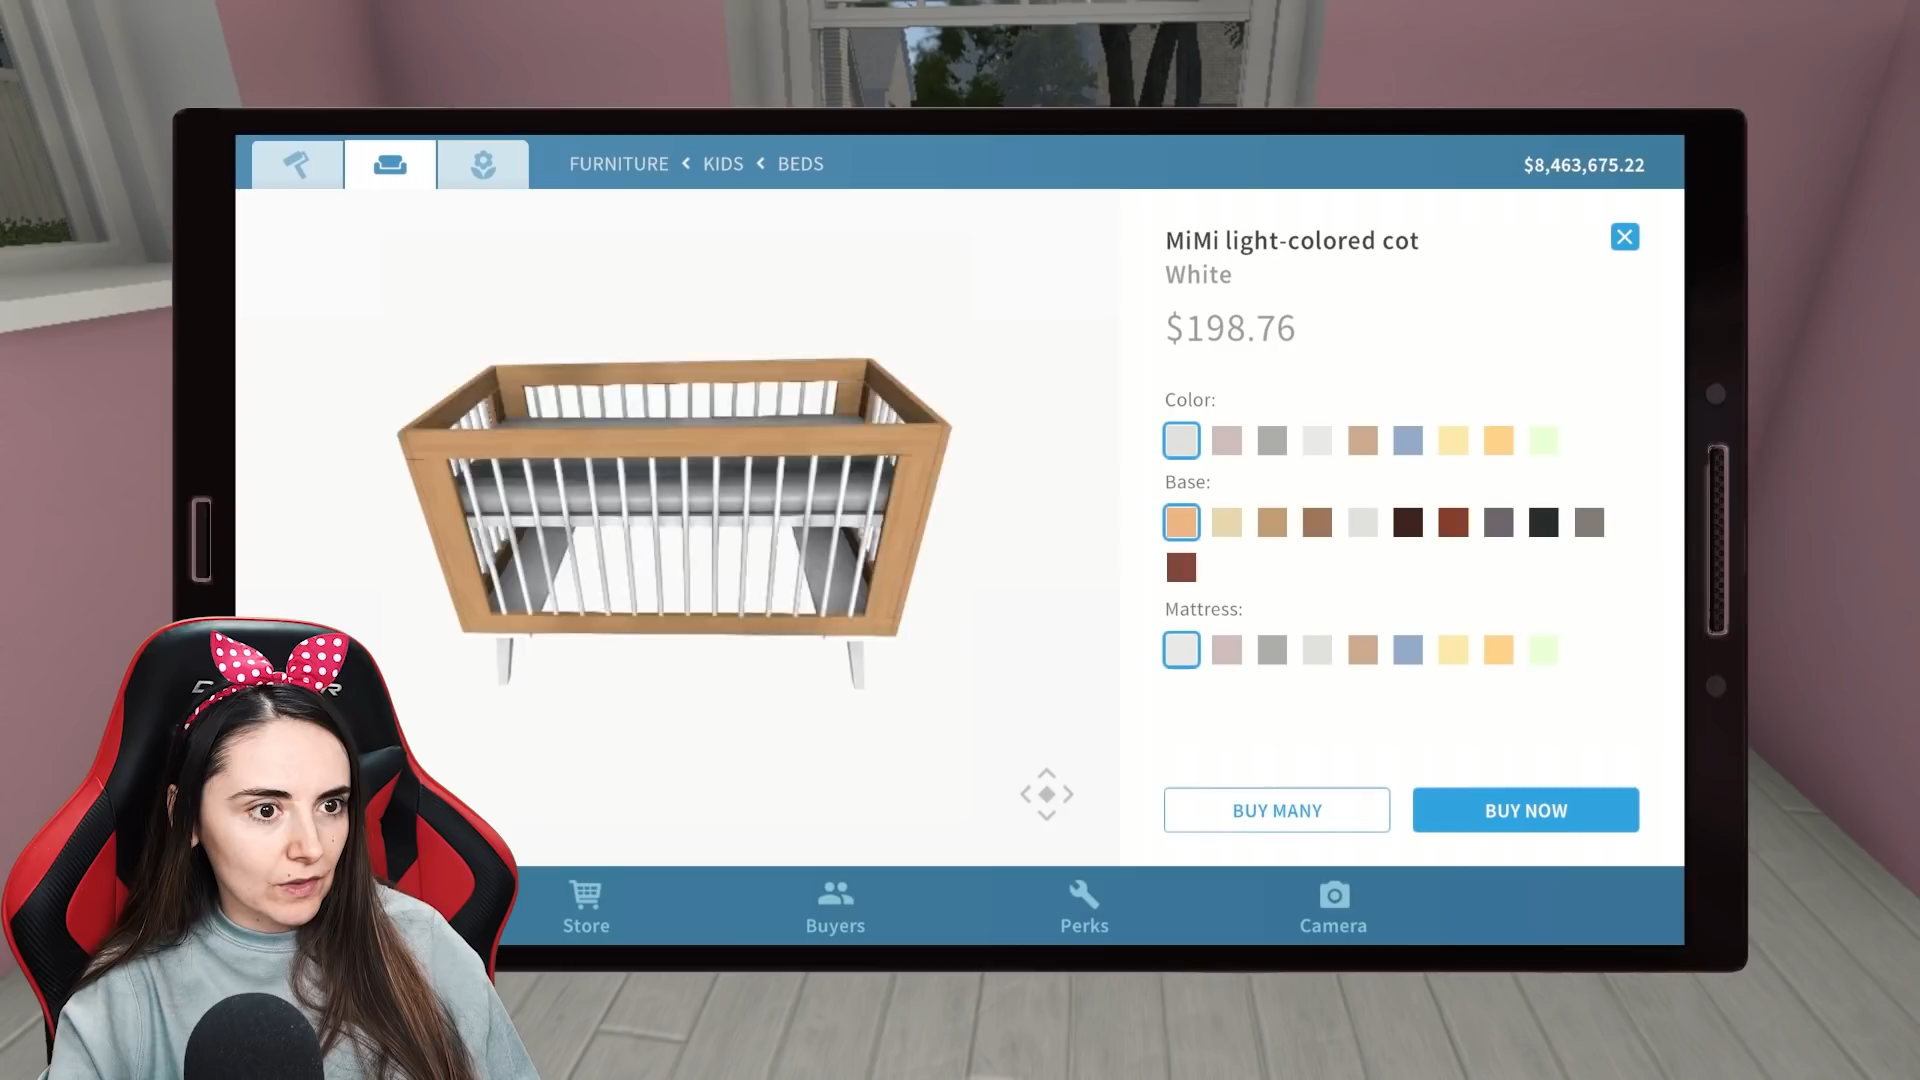 FURNITURE < KIDS < BEDS
$8,463,675.22
MiMi light-colored cot
White
$198.76
Color:
Base:
Mattress:
BUY MANY
BUY NOW
Store
Buyers
Perks
Camera